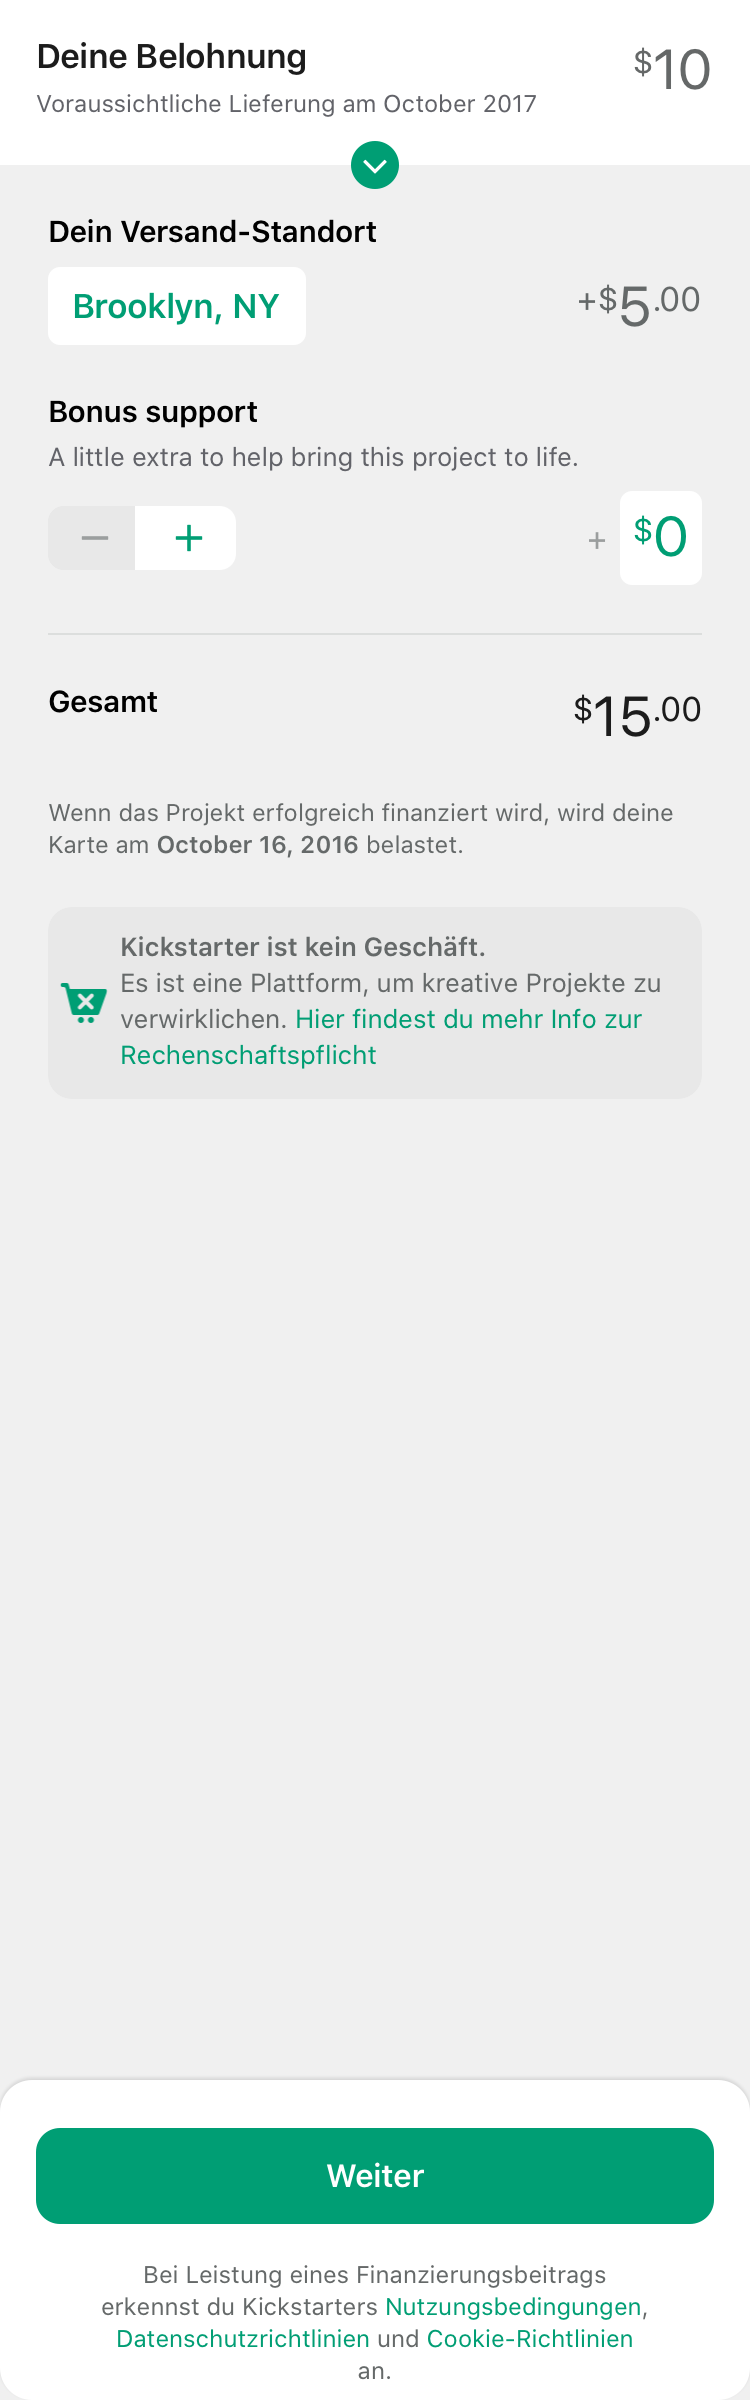 Deine Belohnung
$10
Voraussichtliche Lieferung am October 2017
Dein Versand-Standort
Brooklyn, NY
+$5.00
Bonus support
A little extra to help bring this project to life.
− +
+ $0
Gesamt
$15.00
Wenn das Projekt erfolgreich finanziert wird, wird deine
Karte am October 16, 2016 belastet.
Kickstarter ist kein Geschäft.
Es ist eine Plattform, um kreative Projekte zu
verwirklichen. Hier findest du mehr Info zur
Rechenschaftspflicht
Weiter
Bei Leistung eines Finanzierungsbeitrags
erkennst du Kickstarters Nutzungsbedingungen,
Datenschutzrichtlinien und Cookie-Richtlinien
an.